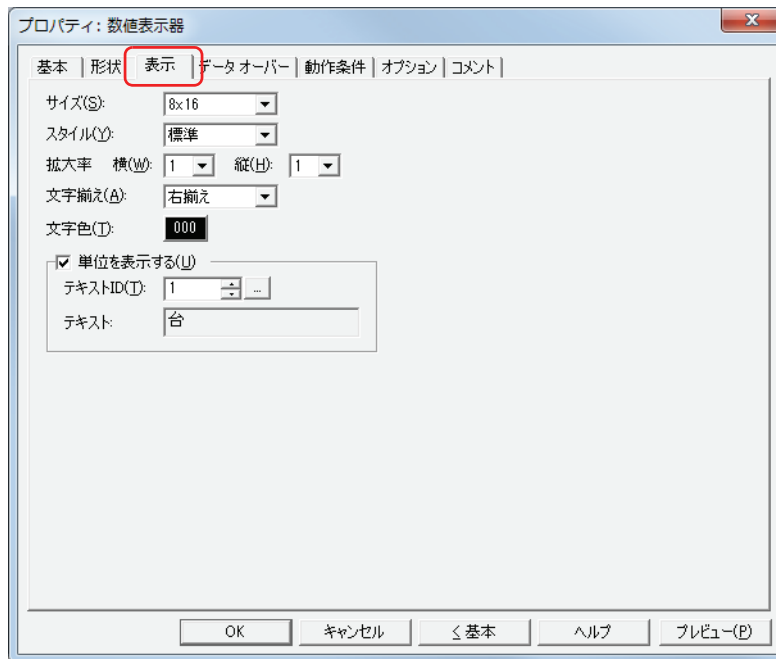 プロパティ: 数値表示器
基本 形状 表示 データ オーバー 動作条件 オプション コメント
サイズ(S): 8x16
スタイル(Y): 標準
拡大率 横(W): 1 縦(H): 1
文字揃え(A): 右揃え
文字色(T): 000
単位を表示する(U)
テキストID(T): 1 ...
テキスト: 台
OK キャンセル < 基本 ヘルプ プレビュー(P)